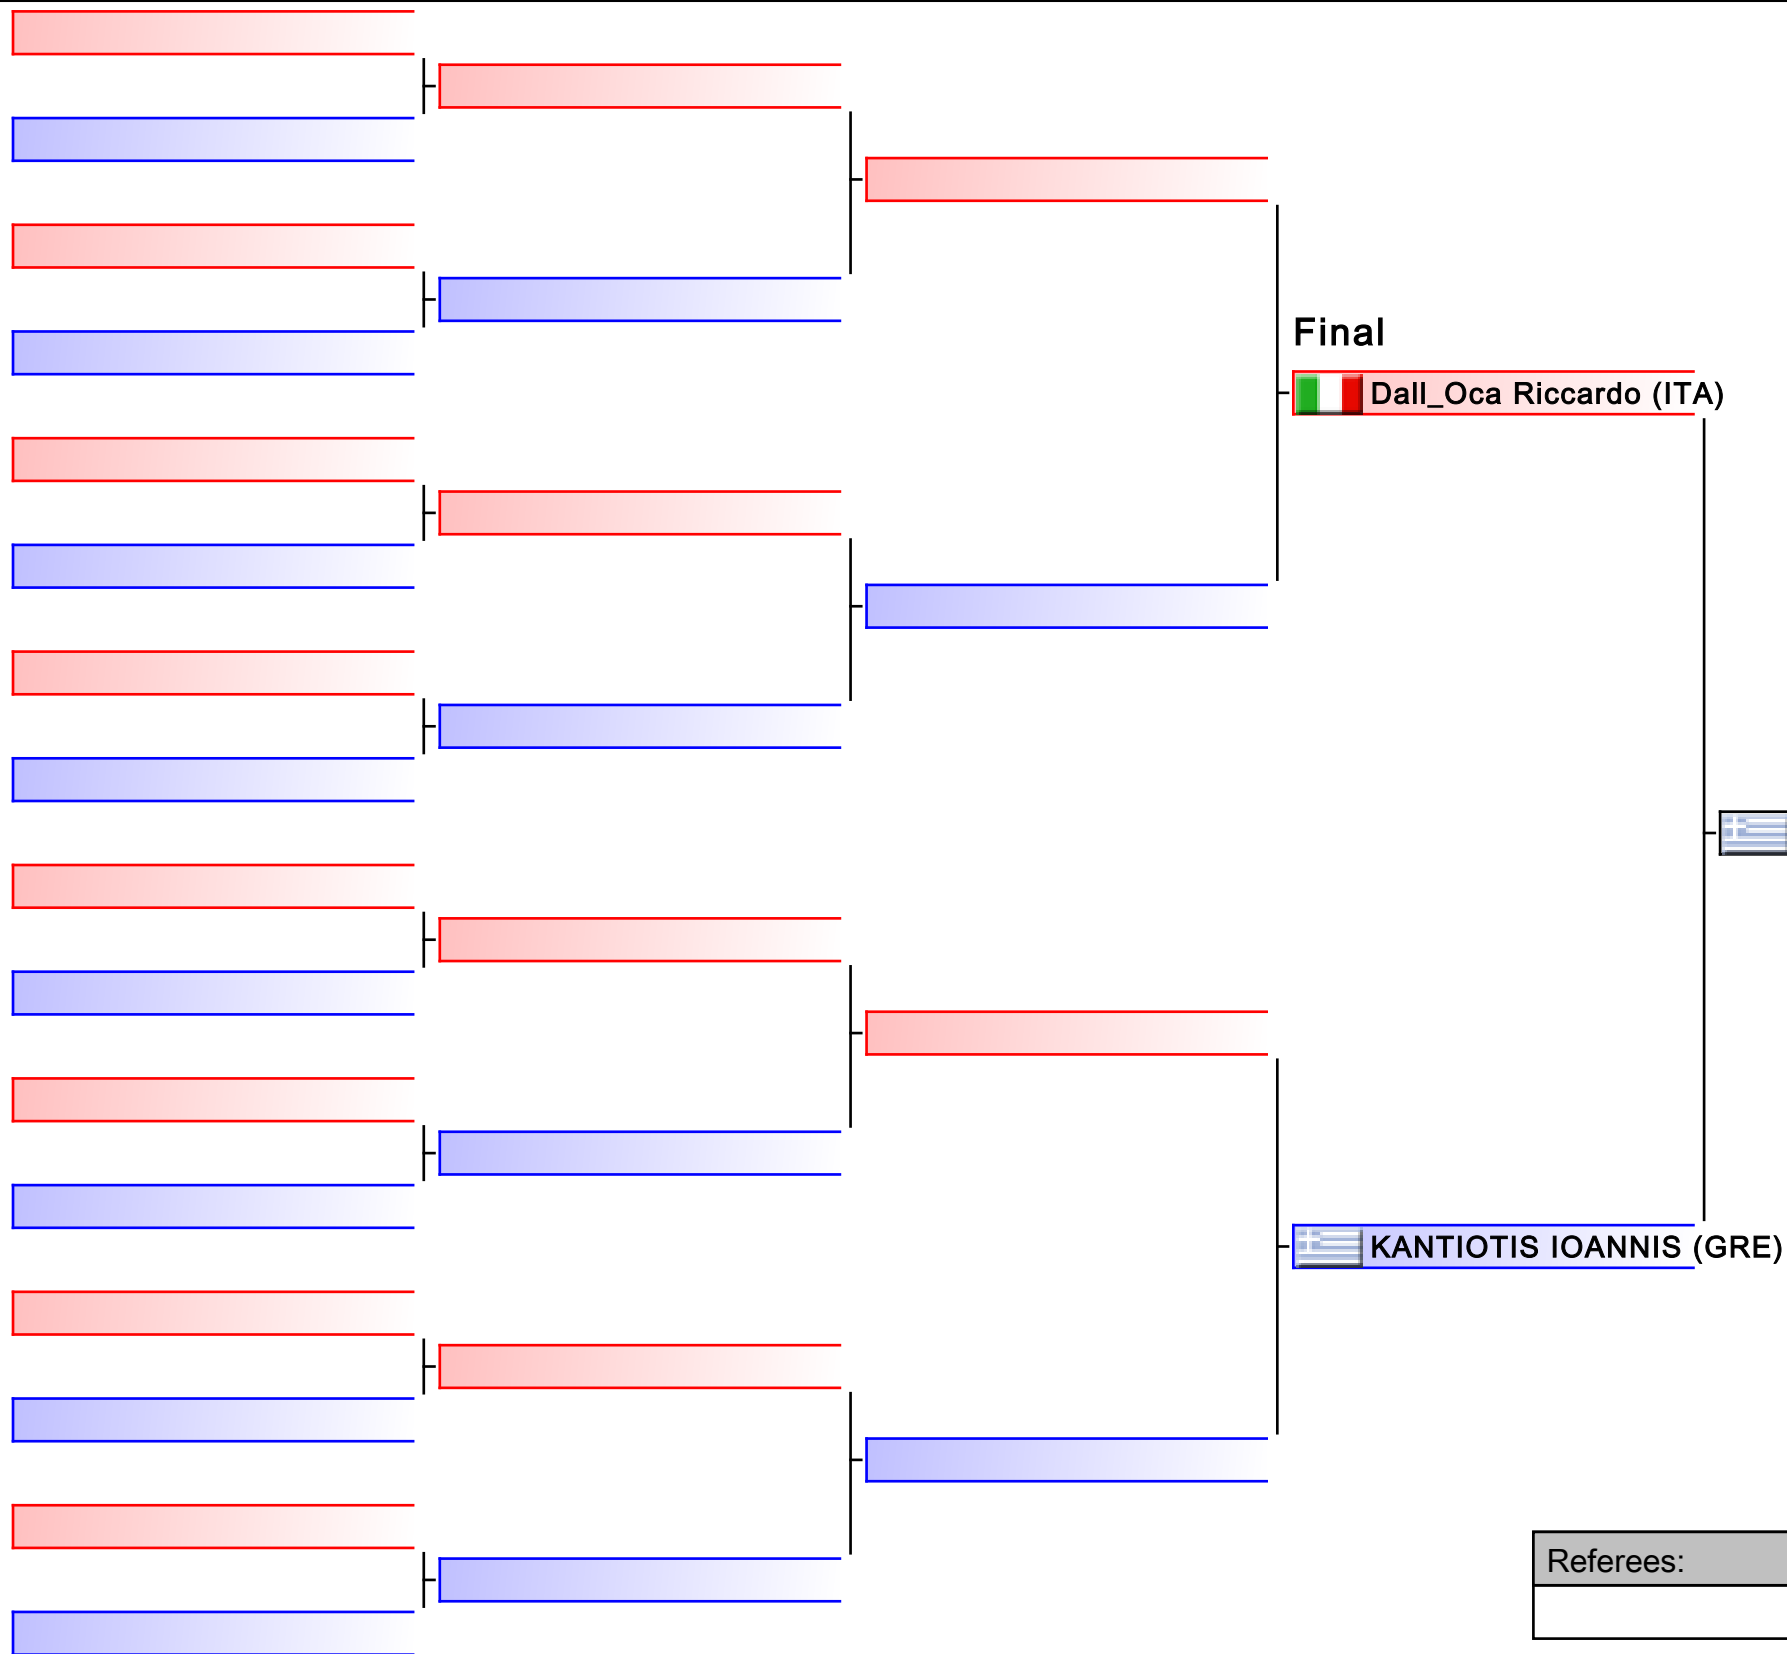 Final
Dall_Oca Riccardo (ITA)
KANTIOTIS IOANNIS (GRE)
Referees: